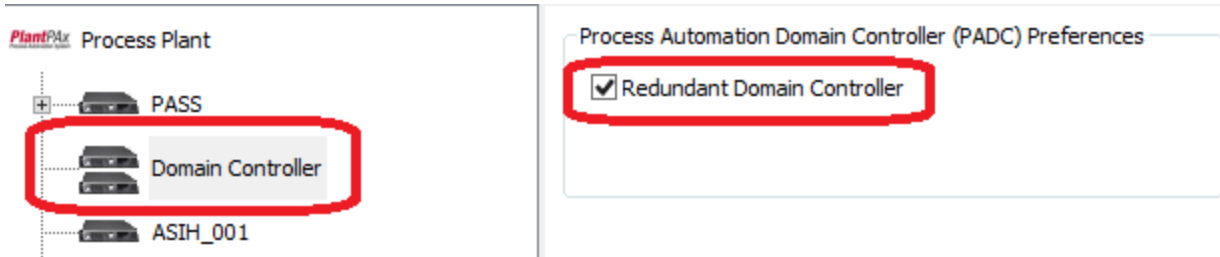 PlantPAx Process Plant
PASS
Domain Controller
ASIH_001
Process Automation Domain Controller (PADC) Preferences
Redundant Domain Controller